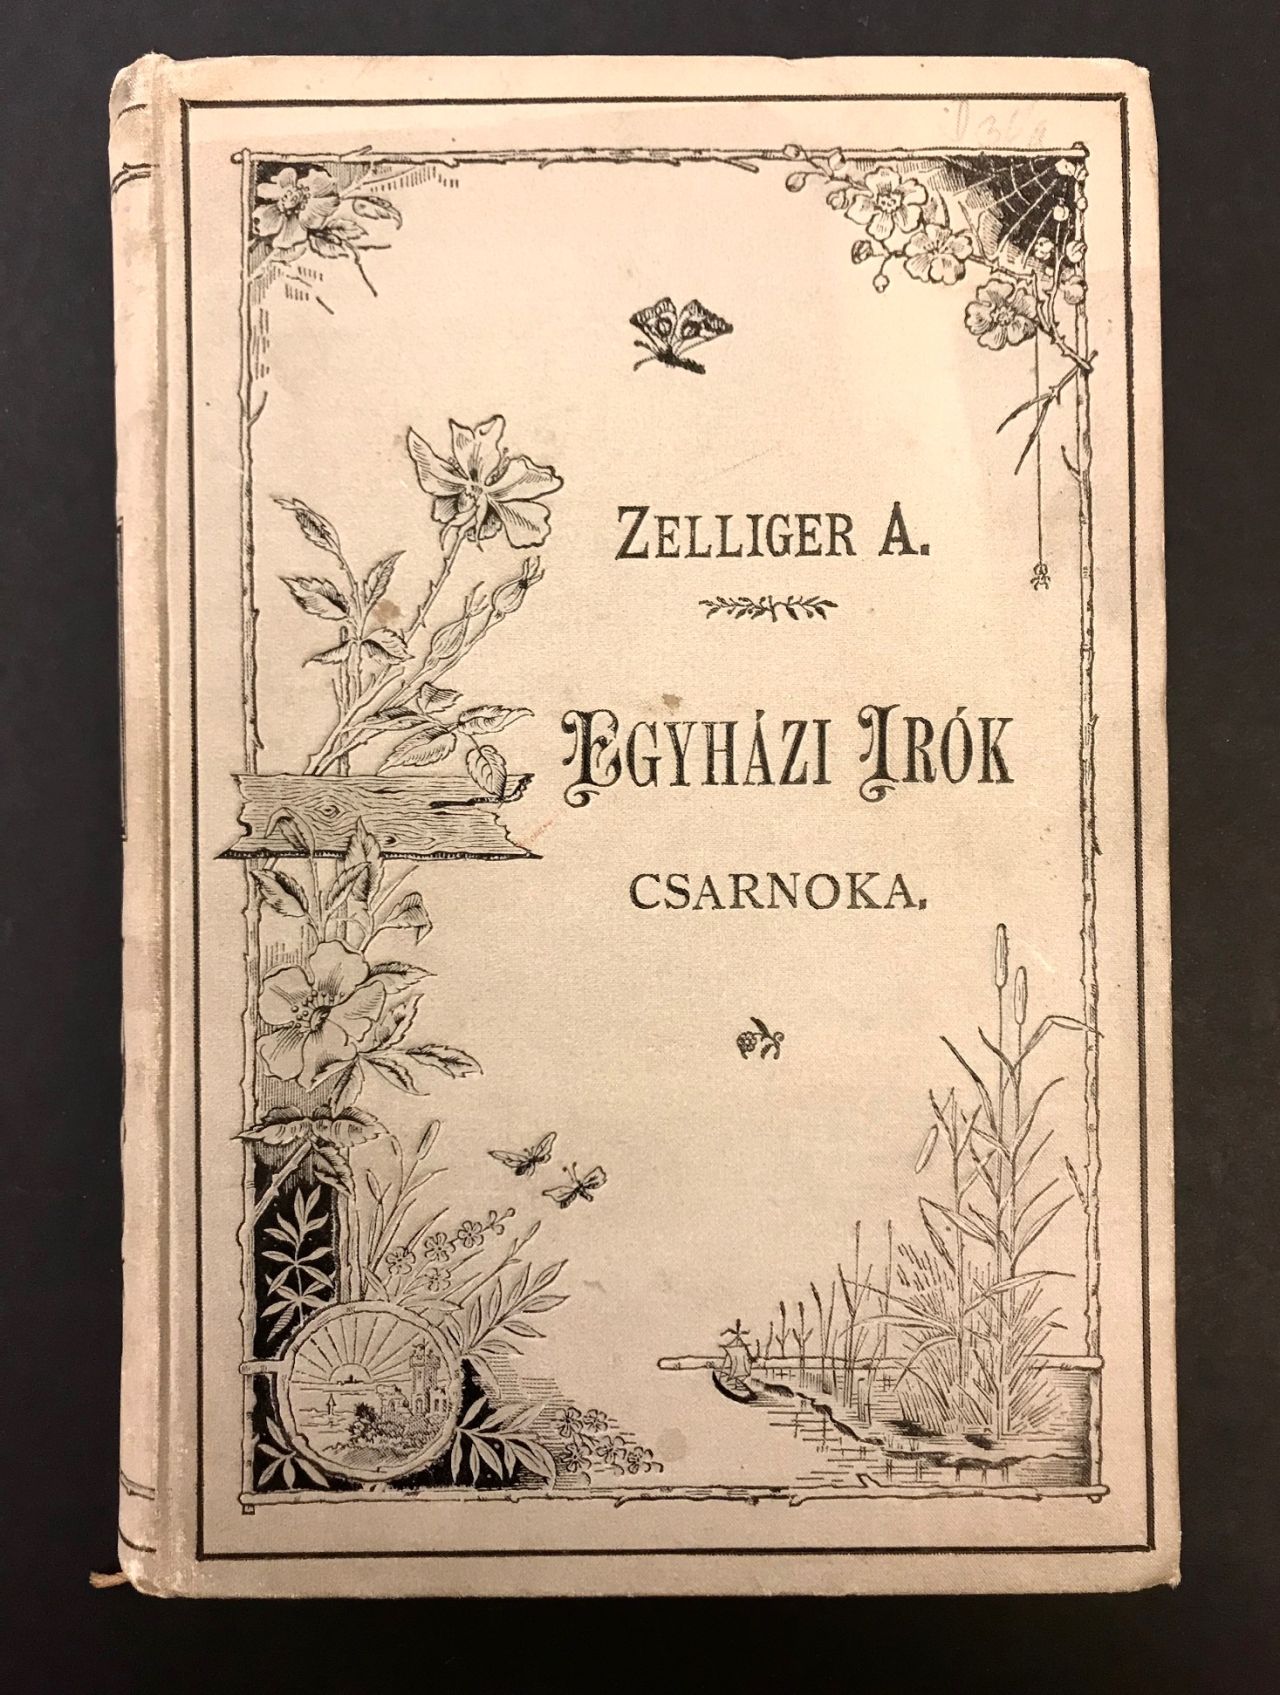 ZELLIGER A.
EGYHÁZI IRÓK
CSARNOKA.